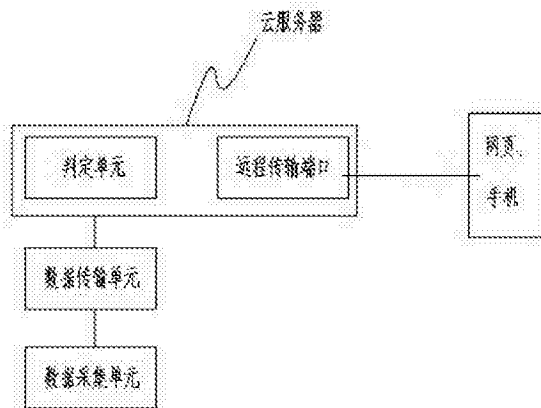 云服务器
判定单元
远程传输端口
网页、
手机
数据传输单元
数据采集单元